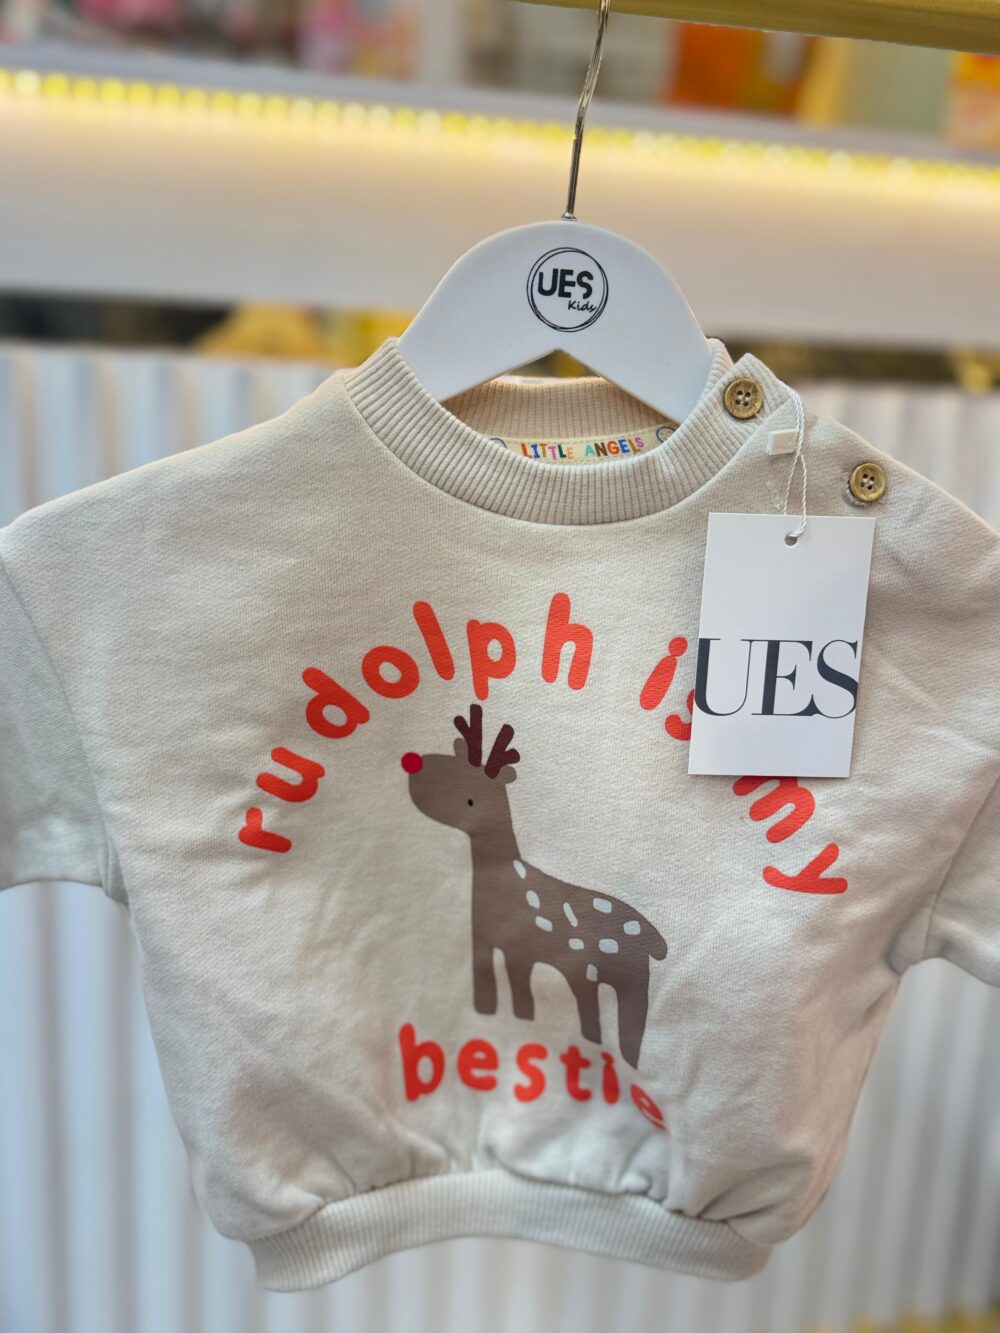 UES
Kids
LITTLE ANGELS
rudolph is my
UES
bestie